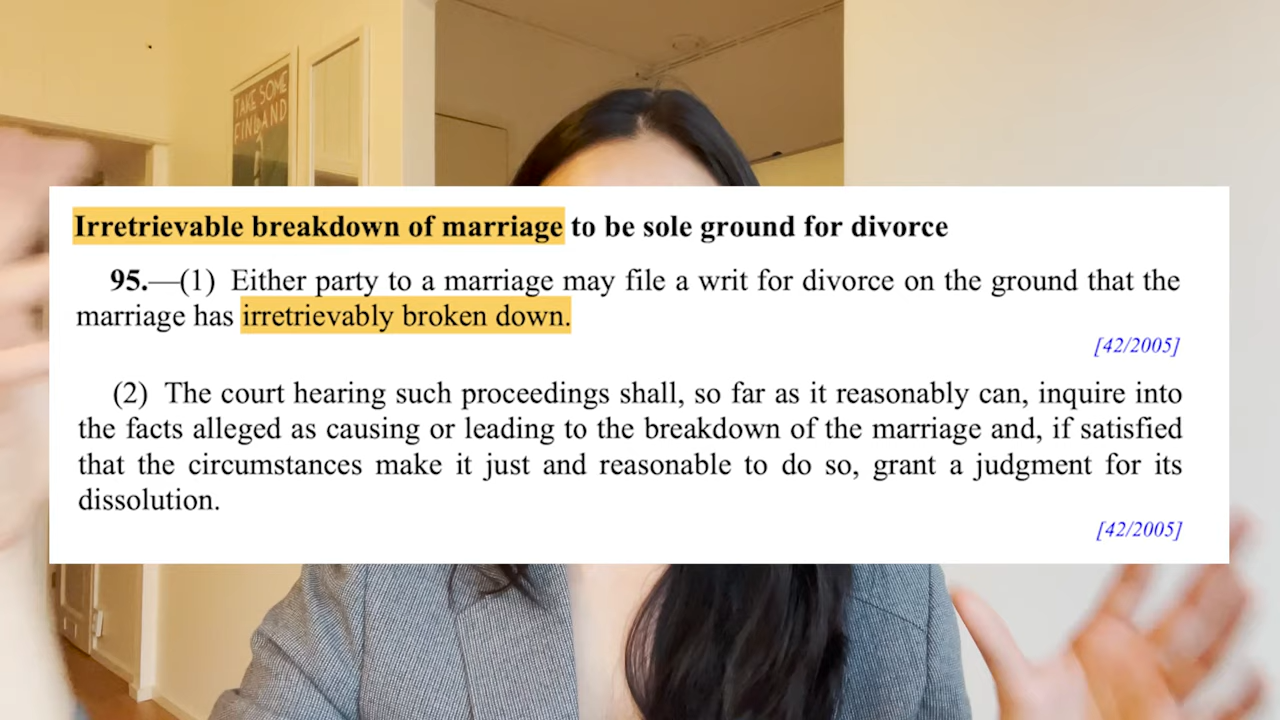 TAKE SOME
FINLAND
Irretrievable breakdown of marriage to be sole ground for divorce
95.—(1) Either party to a marriage may file a writ for divorce on the ground that the
marriage has irretrievably broken down.
[42/2005]
(2) The court hearing such proceedings shall, so far as it reasonably can, inquire into
the facts alleged as causing or leading to the breakdown of the marriage and, if satisfied
that the circumstances make it just and reasonable to do so, grant a judgment for its
dissolution.
[42/2005]